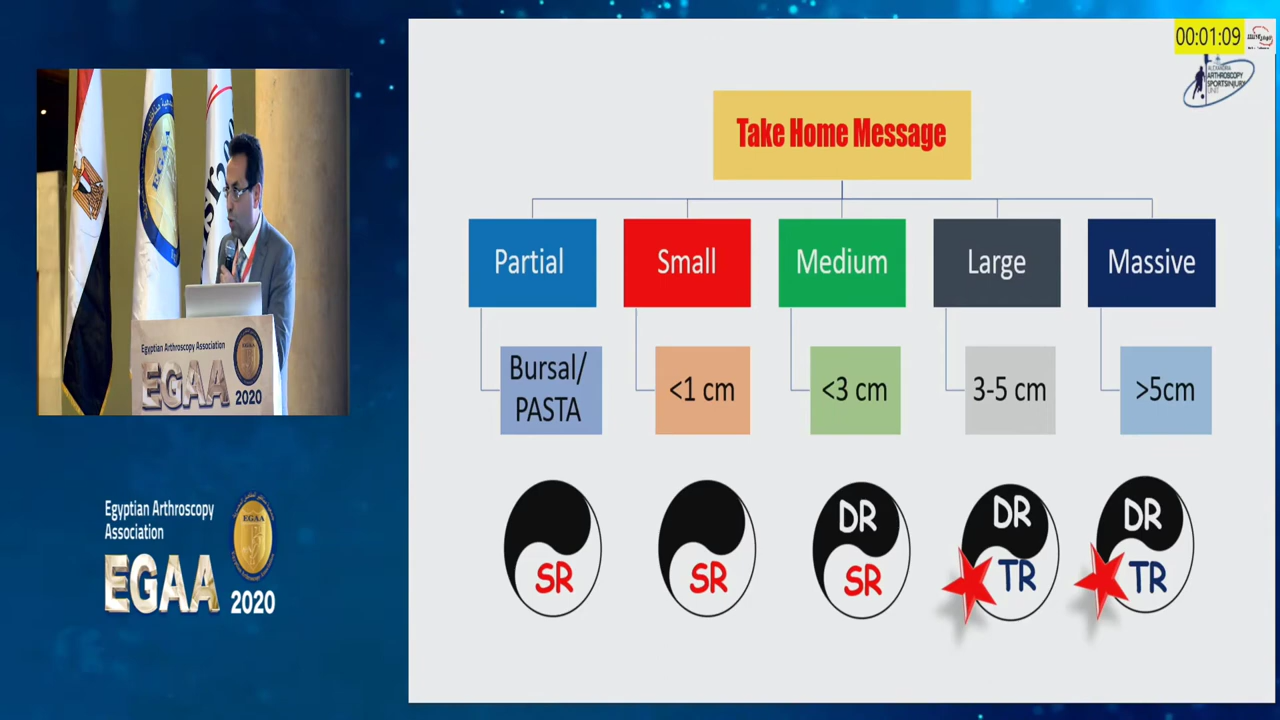 00:01:09
ALEXANDRIA
ARTHROSCOPY
SPORTSINJURY
UNIT
Take Home Message
Partial
Small
Medium
Large
Massive
Bursal/
PASTA
<1 cm
<3 cm
3-5 cm
>5cm
SR
SR
DR
SR
DR
TR
DR
TR
Egyptian Arthroscopy Association
EGAA
2020
Egyptian Arthroscopy
Association
EGAA
EGAA
2020